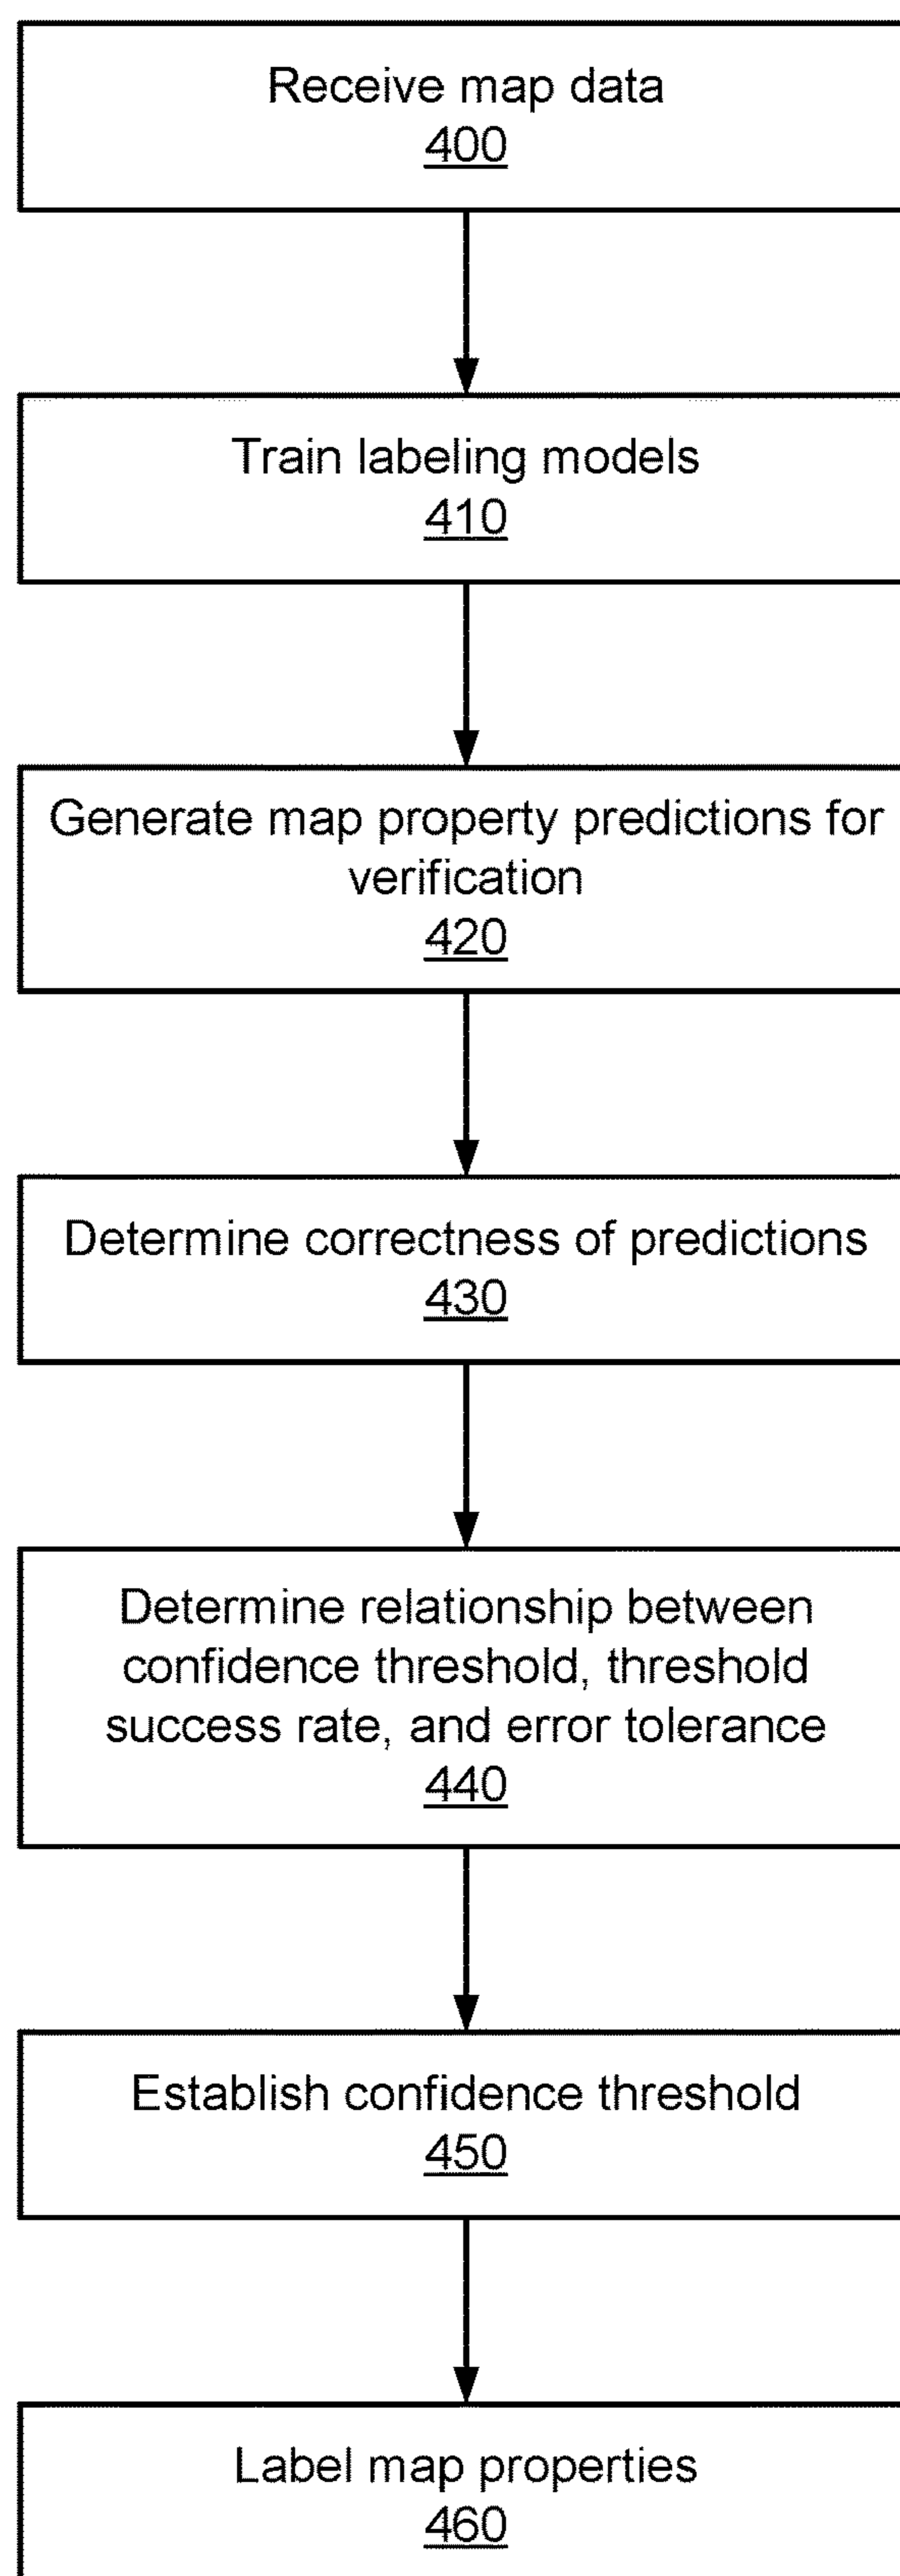 Receive map data
400
Train labeling models
410
Generate map property predictions for
verification
420
Determine correctness of predictions
430
Determine relationship between
confidence threshold, threshold
success rate, and error tolerance
440
Establish confidence threshold
450
Label map properties
460